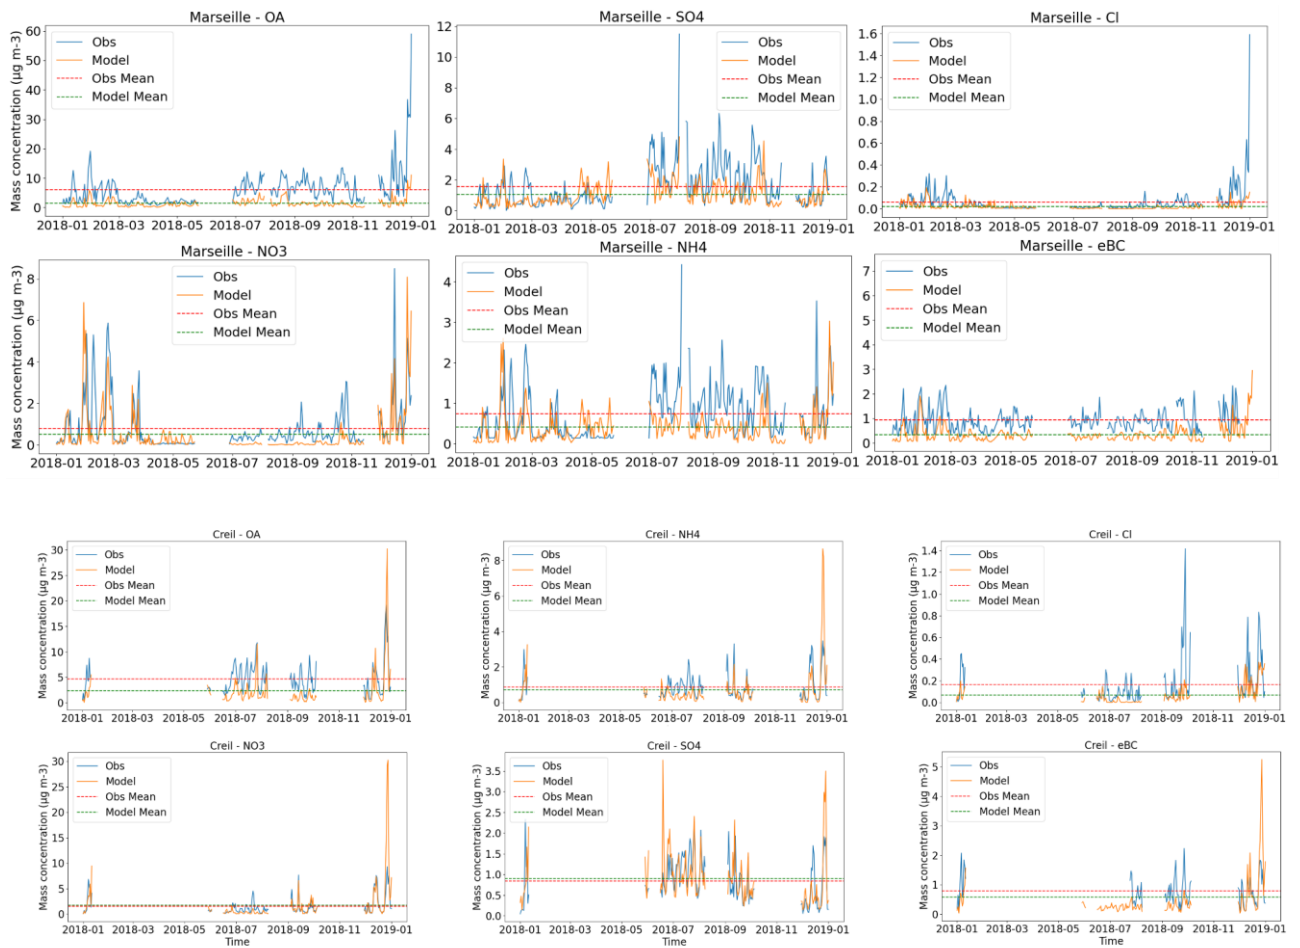 Marseille - OA
Mass concentration (µg m-3)
60
50
40
30
20
10
0
Obs
Model
Obs Mean
Model Mean
2018-01 2018-03 2018-05 2018-07 2018-09 2018-11 2019-01
Marseille - SO4
12
10
8
6
4
2
0
Obs
Model
Obs Mean
Model Mean
2018-01 2018-03 2018-05 2018-07 2018-09 2018-11 2019-01
Marseille - Cl
1.6
1.4
1.2
1.0
0.8
0.6
0.4
0.2
0.0
Obs
Model
Obs Mean
Model Mean
2018-01 2018-03 2018-05 2018-07 2018-09 2018-11 2019-01
Marseille - NO3
Mass concentration (µg m-3)
8
6
4
2
0
Obs
Model
Obs Mean
Model Mean
2018-01 2018-03 2018-05 2018-07 2018-09 2018-11 2019-01
Marseille - NH4
4
3
2
1
0
Obs
Model
Obs Mean
Model Mean
2018-01 2018-03 2018-05 2018-07 2018-09 2018-11 2019-01
Marseille - eBC
7
6
5
4
3
2
1
0
Obs
Model
Obs Mean
Model Mean
2018-01 2018-03 2018-05 2018-07 2018-09 2018-11 2019-01
Creil - OA
Mass concentration (µg m-3)
30
25
20
15
10
5
0
Obs
Model
Obs Mean
Model Mean
2018-01 2018-03 2018-05 2018-07 2018-09 2018-11 2019-01
Creil - NH4
Mass concentration (µg m-3)
8
6
4
2
0
Obs
Model
Obs Mean
Model Mean
2018-01 2018-03 2018-05 2018-07 2018-09 2018-11 2019-01
Creil - Cl
Mass concentration (µg m-3)
1.4
1.2
1.0
0.8
0.6
0.4
0.2
0.0
Obs
Model
Obs Mean
Model Mean
2018-01 2018-03 2018-05 2018-07 2018-09 2018-11 2019-01
Creil - NO3
Mass concentration (µg m-3)
30
25
20
15
10
5
0
Obs
Model
Obs Mean
Model Mean
2018-01 2018-03 2018-05 2018-07 2018-09 2018-11 2019-01
Time
Creil - SO4
Mass concentration (µg m-3)
3.5
3.0
2.5
2.0
1.5
1.0
0.5
0.0
Obs
Model
Obs Mean
Model Mean
2018-01 2018-03 2018-05 2018-07 2018-09 2018-11 2019-01
Time
Creil - eBC
Mass concentration (µg m-3)
5
4
3
2
1
0
Obs
Model
Obs Mean
Model Mean
2018-01 2018-03 2018-05 2018-07 2018-09 2018-11 2019-01
Time